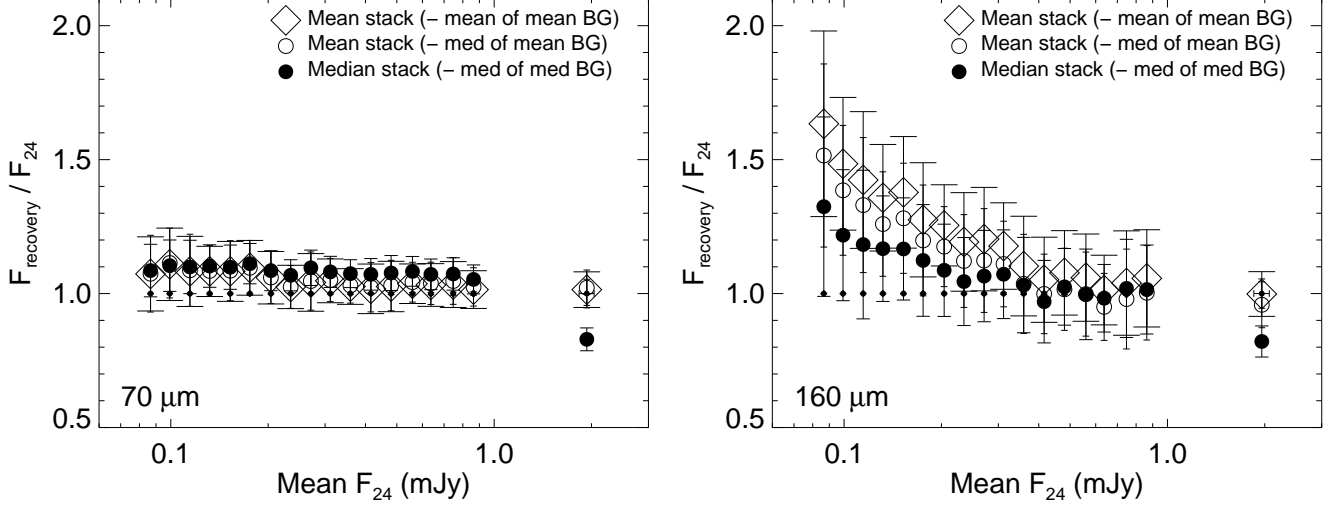 2.0
1.5
1.0
0.5
F_recovery / F_24
Mean stack (− mean of mean BG)
Mean stack (− med of mean BG)
Median stack (− med of med BG)
70 μm
0.1 1.0
Mean F_24 (mJy)
2.0
1.5
1.0
0.5
F_recovery / F_24
Mean stack (− mean of mean BG)
Mean stack (− med of mean BG)
Median stack (− med of med BG)
160 μm
0.1 1.0
Mean F_24 (mJy)